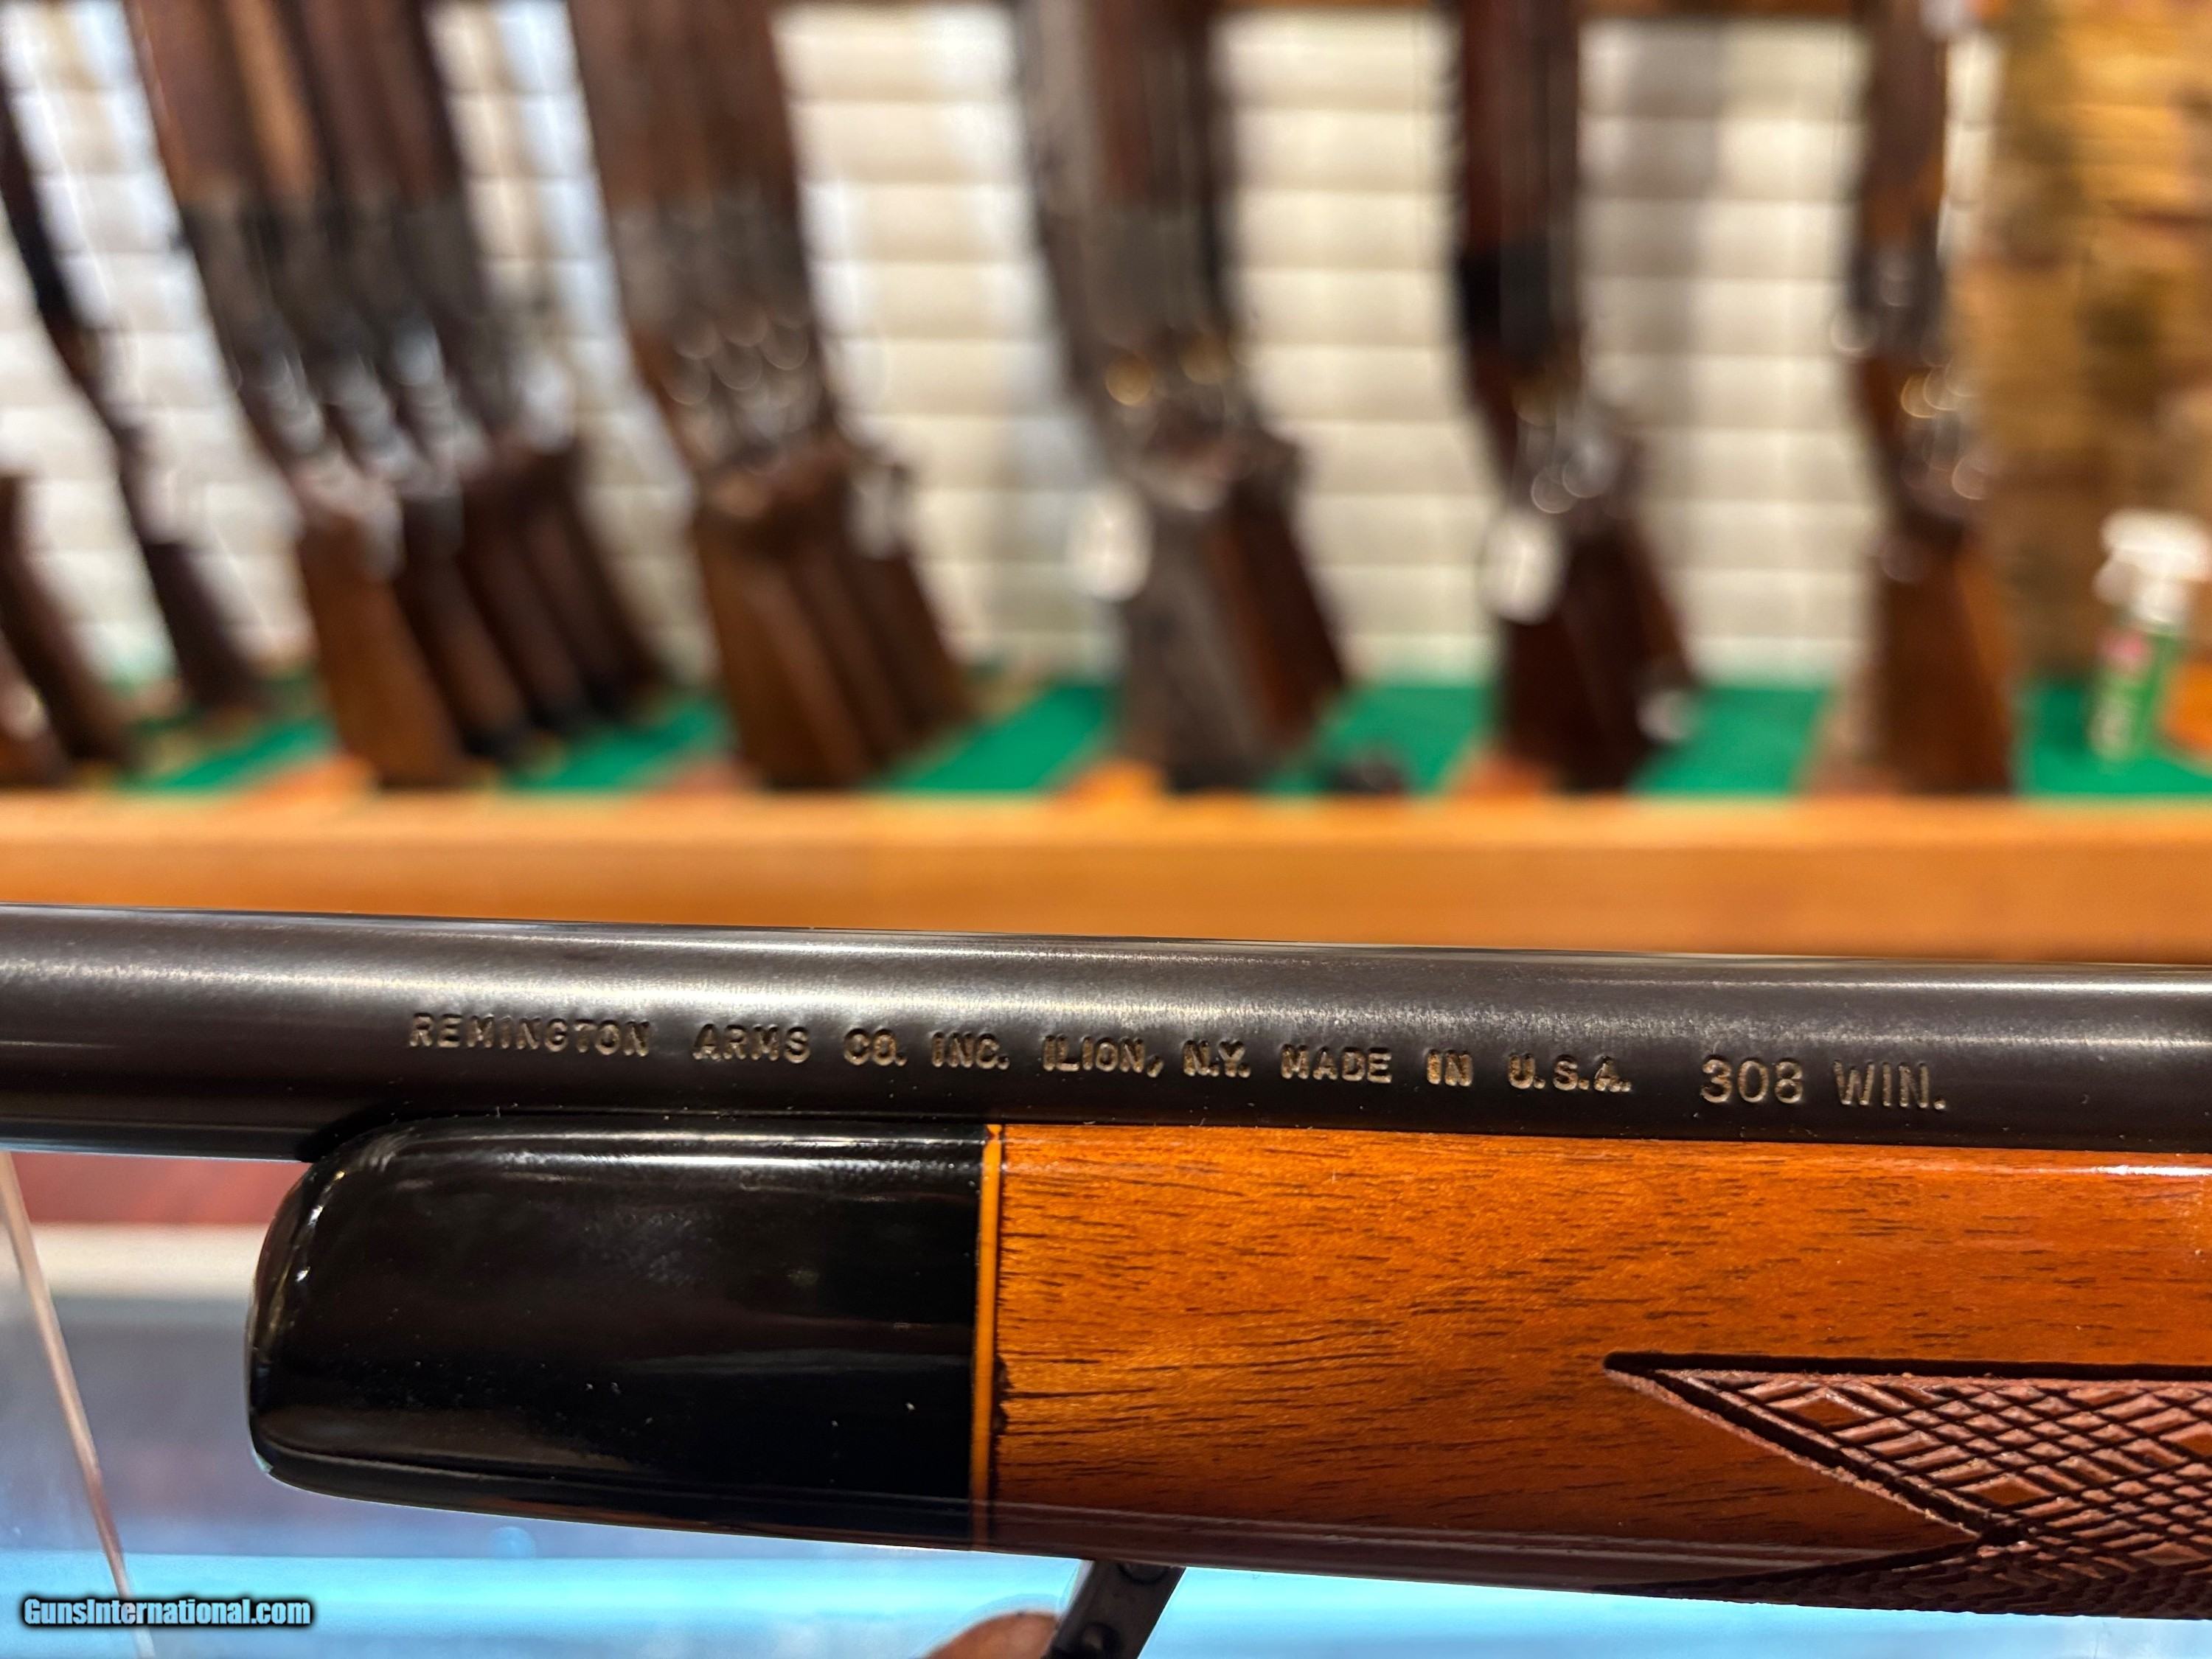 REMINGTON ARMS CO. INC. ILION, N.Y. MADE IN U.S.A. 308 WIN.
GunsInternational.com